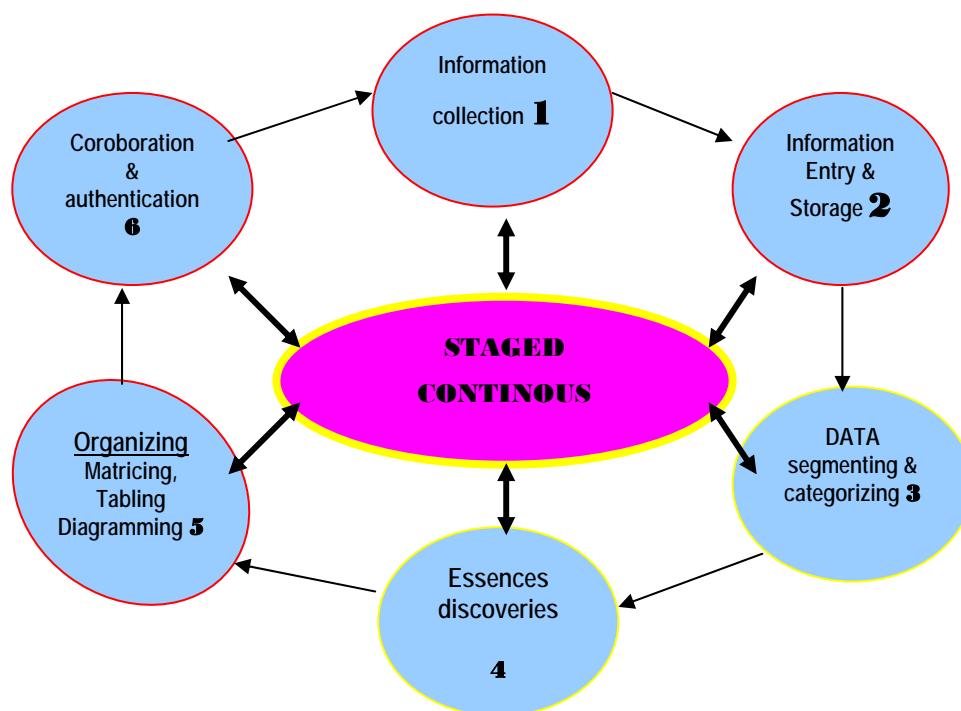 Information
collection 1
Information
Entry &
Storage 2
DATA
segmenting &
categorizing 3
Essences
discoveries
4
Organizing
Matricing,
Tabling
Diagramming 5
Coroboration
&
authentication
6
STAGED
CONTINOUS